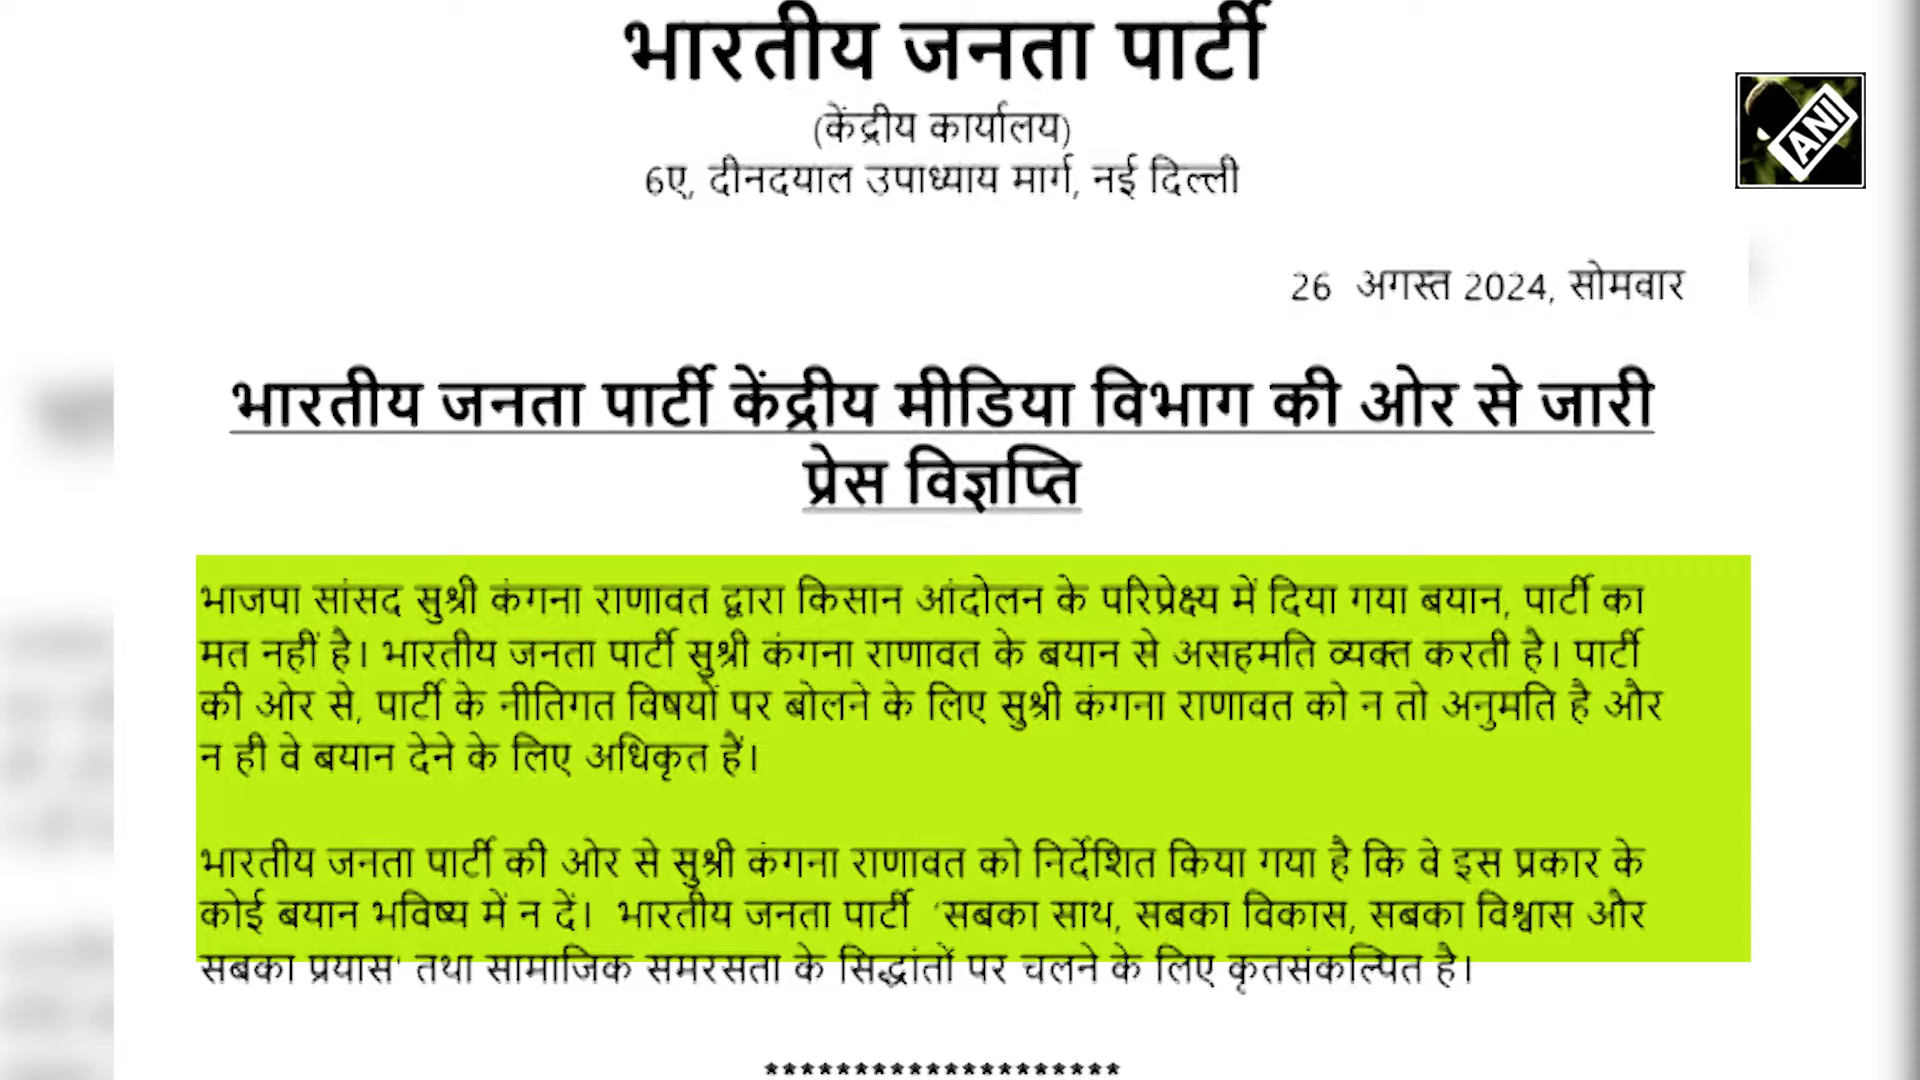 भारतीय जनता पार्टी
(केंद्रीय कार्यालय)
6ए, दीनदयाल उपाध्याय मार्ग, नई दिल्ली
ANI
26 अगस्त 2024, सोमवार
भारतीय जनता पार्टी केंद्रीय मीडिया विभाग की ओर से जारी
प्रेस विज्ञप्ति
भाजपा सांसद सुश्री कंगना राणावत द्वारा किसान आंदोलन के परिप्रेक्ष्य में दिया गया बयान, पार्टी का
मत नहीं है। भारतीय जनता पार्टी सुश्री कंगना राणावत के बयान से असहमति व्यक्त करती है। पार्टी
की ओर से, पार्टी के नीतिगत विषयों पर बोलने के लिए सुश्री कंगना राणावत को न तो अनुमति है और
न ही वे बयान देने के लिए अधिकृत हैं।
भारतीय जनता पार्टी की ओर से सुश्री कंगना राणावत को निर्देशित किया गया है कि वे इस प्रकार के
कोई बयान भविष्य में न दें। भारतीय जनता पार्टी ‘सबका साथ, सबका विकास, सबका विश्वास और
सबका प्रयास' तथा सामाजिक समरसता के सिद्धांतों पर चलने के लिए कृतसंकल्पित है।
********************